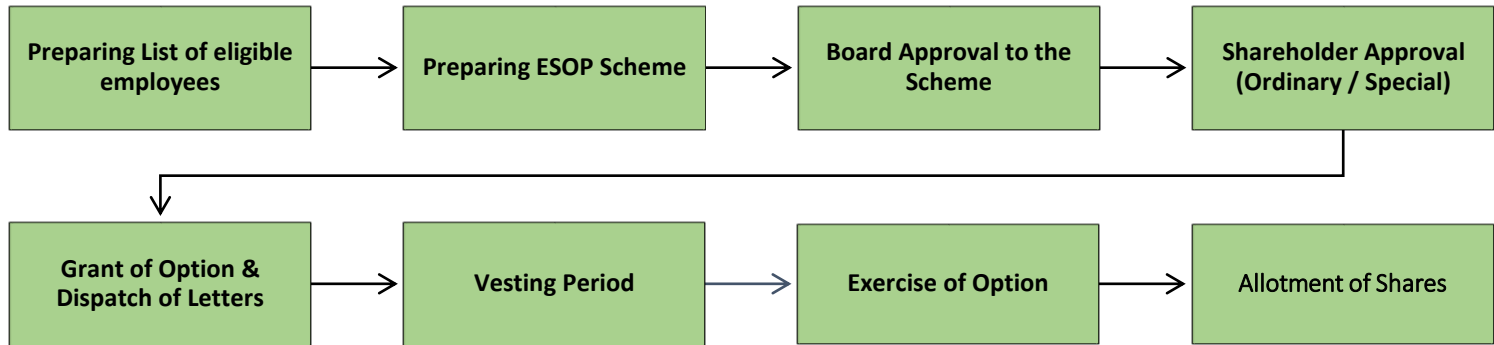 Preparing List of eligible
employees
Preparing ESOP Scheme
Board Approval to the
Scheme
Shareholder Approval
(Ordinary / Special)
Grant of Option &
Dispatch of Letters
Vesting Period
Exercise of Option
Allotment of Shares